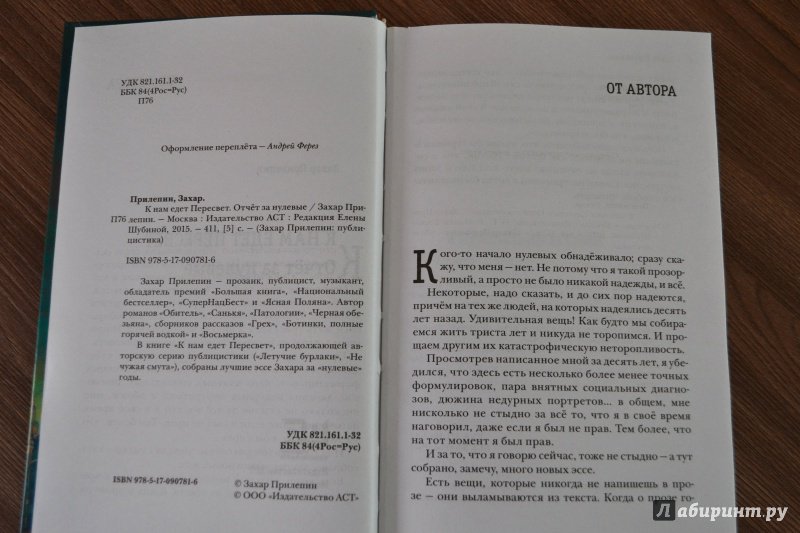 УДК 821.161.1-32
ББК 84(4Рос=Рус)
П76
Оформление переплёта — Андрей Ферез
Прилепин, Захар.
П76 К нам едет Пересвет. Отчёт за нулевые / Захар При-
лепин. — Москва : Издательство АСТ : Редакция Елены
Шубиной, 2015. — 411, [5] с. — (Захар Прилепин: публи-
цистика)
ISBN 978-5-17-090781-6
Захар Прилепин — прозаик, публицист, музыкант,
обладатель премий «Большая книга», «Национальный
бестселлер», «СуперНацБест» и «Ясная Поляна». Автор
романов «Обитель», «Санькя», «Патологии», «Черная обе-
зьяна», сборников рассказов «Грех», «Ботинки, полные
горячей водкой» и «Восьмерка».
В книге «К нам едет Пересвет», продолжающей
авторскую серию публицистики («Летучие бурлаки», «Не
чужая смута»), собраны лучшие эссе Захара за «нулевые»
годы.
УДК 821.161.1-32
ББК 84(4Рос=Рус)
ISBN 978-5-17-090781-6
© Захар Прилепин
© ООО «Издательство АСТ»
ОТ АВТОРА
Кого-то начало нулевых обнадёживало; сразу ска-
жу, что меня — нет. Не потому что я такой прозор-
ливый, а просто не было никакой надежды, и всё.
Некоторые, надо сказать, и до сих пор надеются,
причём на тех же людей, на которых надеялись десять
лет назад. Удивительная вещь! Как будто мы собира-
емся жить триста лет и никуда не торопимся. И про-
щаем другим их катастрофическую неторопливость.
Просмотрев написанное мной за десять лет, я убе-
дился, что здесь есть несколько более менее точных
формулировок, пара внятных социальных диагно-
зов, дюжина недурных портретов... в общем, мне
нисколько не стыдно за всё то, что я в своё время
наговорил, даже если я был не прав. Тем более, что
на тот момент я был прав.
И за то, что я говорю сейчас, тоже не стыдно — а тут
собрано, замечу, много новых эссе.
Есть вещи, которые никогда не напишешь в про-
зе — они выламываются из текста. Когда о прозе го-
Лабиринт.ру